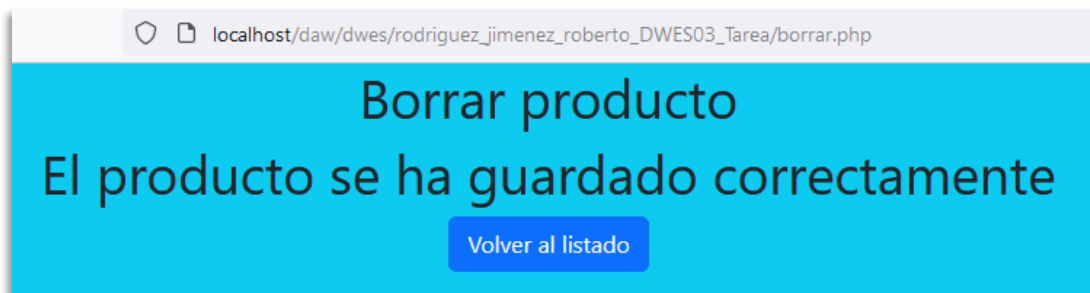 localhost/daw/dwes/rodriguez_jimenez_roberto_DWES03_Tarea/borrar.php
Borrar producto
El producto se ha guardado correctamente
Volver al listado